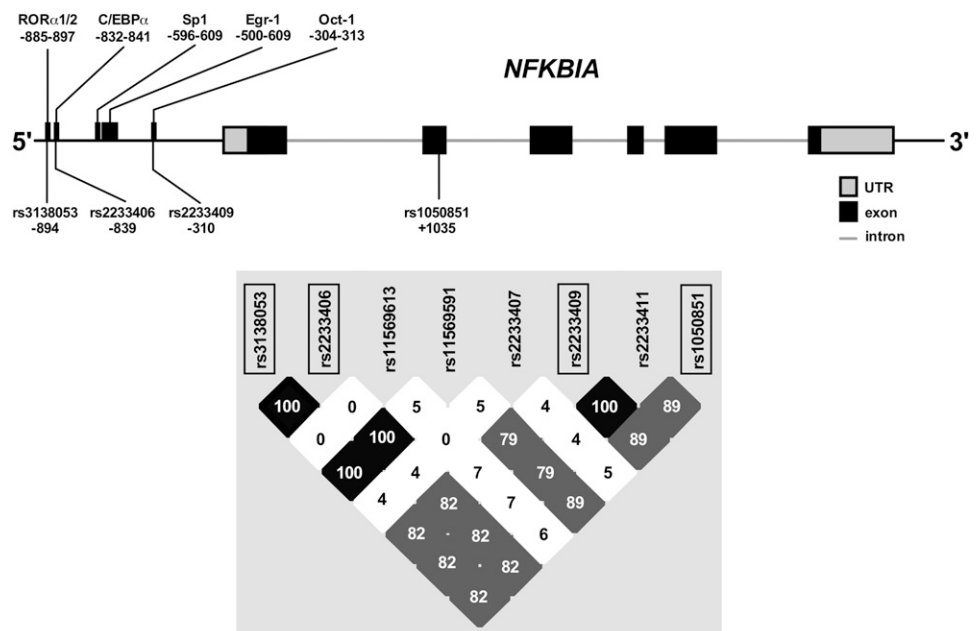 RORα1/2 C/EBPα Sp1 Egr-1 Oct-1
-885-897 -832-841 -596-609 -500-609 -304-313
NFKBIA
5' 3'
rs3138053 rs2233406 rs2233409 rs1050851
-894 -839 -310 +1035
UTR
exon
intron
rs3138053 rs2233406 rs11569613 rs11569591 rs2233407 rs2233409 rs2233411 rs1050851
100 0 5 5 4 100 89
0 100 0 79 4 89
100 4 7 79 5
4 82 7 89
82 82 6
82 82
82